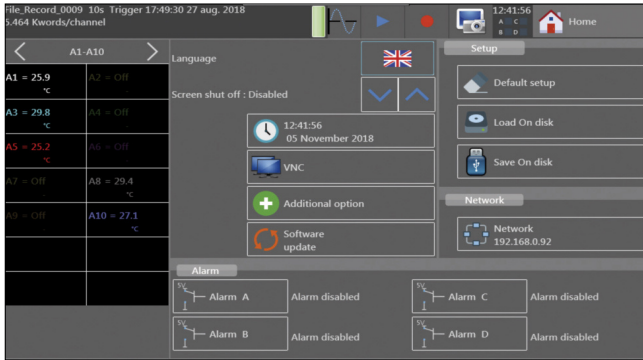 File_Record_0009 10s Trigger 17:49:30 27 aug. 2018
5.464 Kwords/channel
12:41:56
A C
B D
Home
A1-A10
A1 = 25.9
°C
A2 = Off
A3 = 29.8
°C
A4 = Off
A5 = 25.2
°C
A6 = Off
A7 = Off
A8 = 29.4
°C
A9 = Off
A10 = 27.1
°C
Language
Screen shut off : Disabled
12:41:56
05 November 2018
VNC
Additional option
Software
update
Setup
Default setup
Load On disk
Save On disk
Network
Network
192.168.0.92
Alarm
5V
Alarm A
Alarm disabled
5V
Alarm C
Alarm disabled
5V
Alarm B
Alarm disabled
5V
Alarm D
Alarm disabled